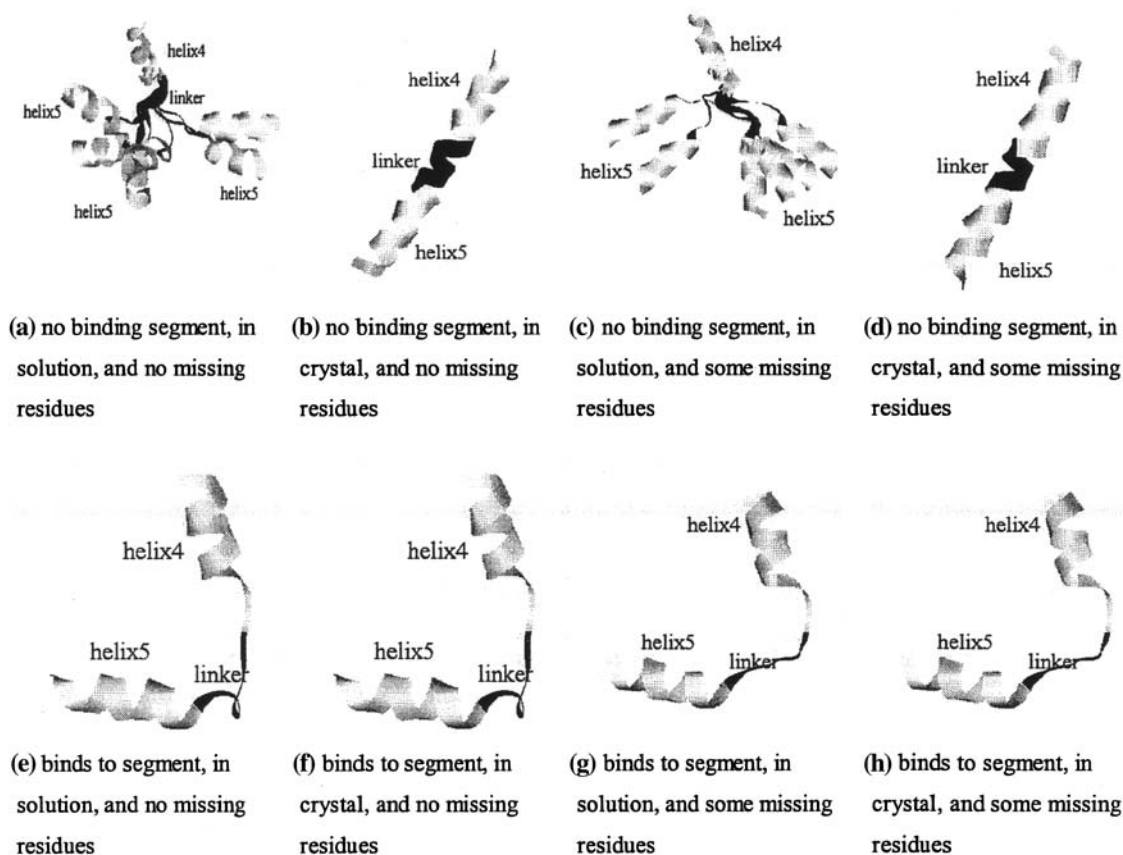 helix4
helix5
linker
helix5
helix5
helix4
linker
helix5
helix4
helix5
helix5
helix4
linker
helix5
(a) no binding segment, in
solution, and no missing
residues
(b) no binding segment, in
crystal, and no missing
residues
(c) no binding segment, in
solution, and some missing
residues
(d) no binding segment, in
crystal, and some missing
residues
helix4
helix5
linker
helix4
helix5
linker
helix4
helix5
linker
helix4
helix5
linker
(e) binds to segment, in
solution, and no missing
residues
(f) binds to segment, in
crystal, and no missing
residues
(g) binds to segment, in
solution, and some missing
residues
(h) binds to segment, in
crystal, and some missing
residues